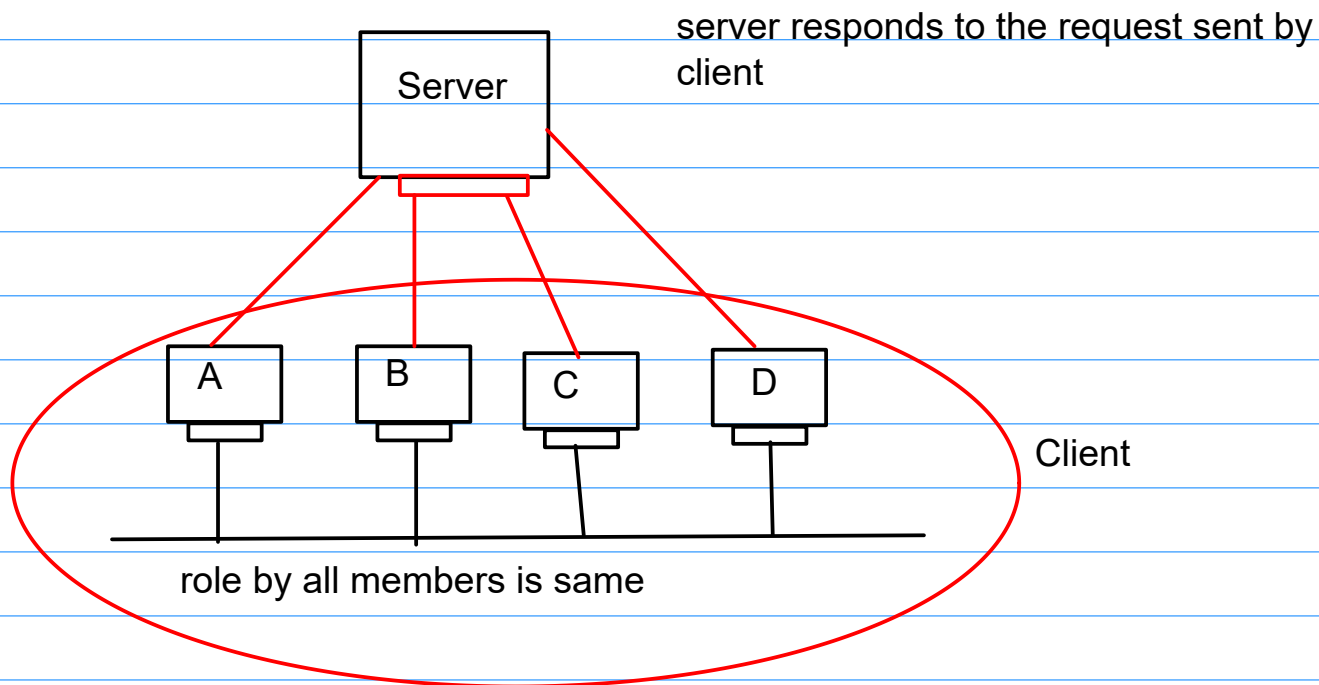 server responds to the request sent by
client
Server
A
B
C
D
Client
role by all members is same